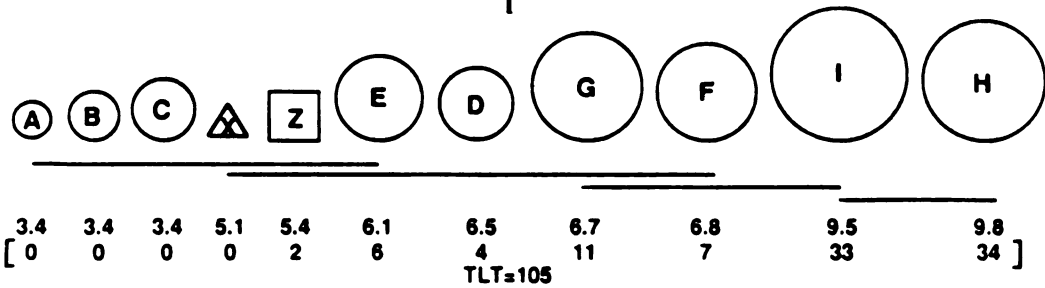 [
A B C X Z E D G F I H
3.4 3.4 3.4 5.1 5.4 6.1 6.5 6.7 6.8 9.5 9.8
[ 0 0 0 0 2 6 4 11 7 33 34 ]
TLT=105